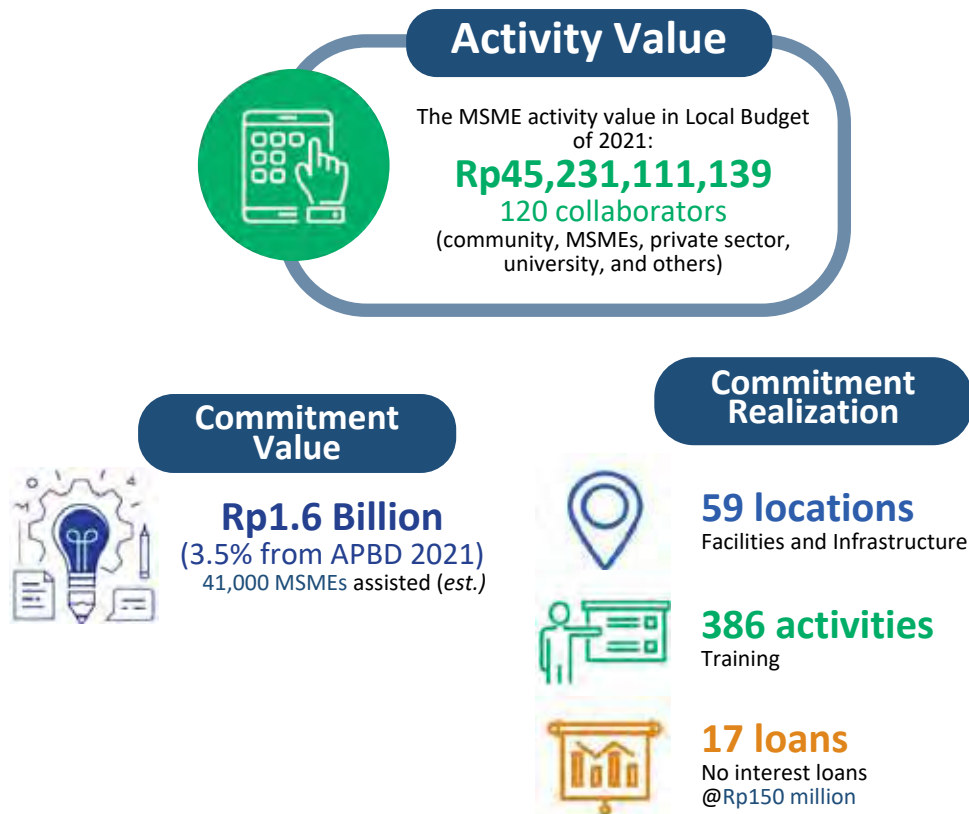 Activity Value
The MSME activity value in Local Budget
of 2021:
Rp45,231,111,139
120 collaborators
(community, MSMEs, private sector,
university, and others)
Commitment
Value
Rp1.6 Billion
(3.5% from APBD 2021)
41,000 MSMEs assisted (est.)
Commitment
Realization
59 locations
Facilities and Infrastructure
386 activities
Training
17 loans
No interest loans
@Rp150 million